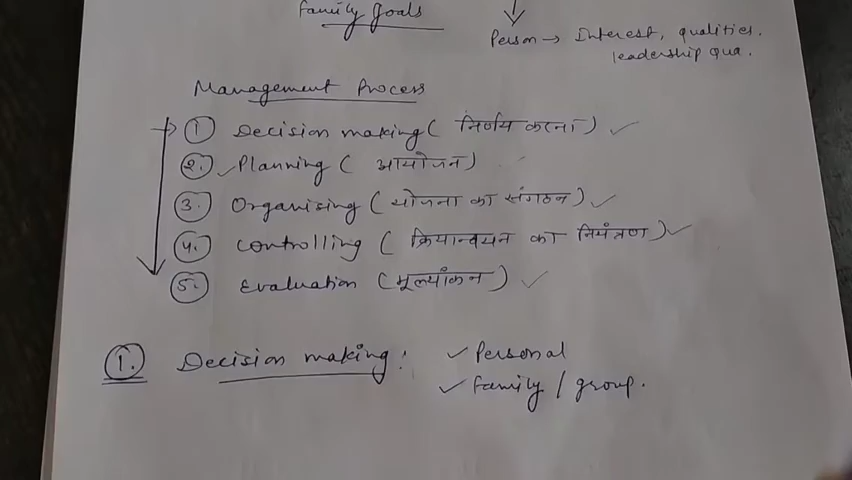 Family goals
Person → Interest, qualities.
leadership qua.
Management Process
① Decision making ( निर्णय करना ) ✓
②. ✓ Planning ( आयोजन )
③. Organising ( योजना का संगठन ) ✓
④. Controlling ( क्रियान्वयन का नियंत्रण ) ✓
⑤. Evaluation ( मूल्यांकन ) ✓
①. Decision making : ✓ Personal
✓ family / group.